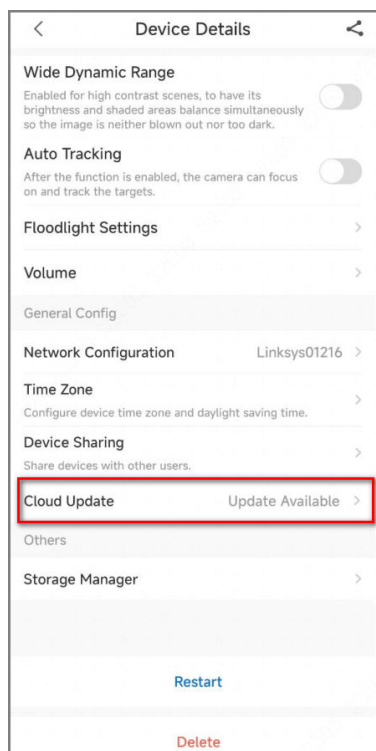 Device Details
Wide Dynamic Range
Enabled for high contrast scenes, to have its
brightness and shaded areas balance simultaneously
so the image is neither blown out nor too dark.
Auto Tracking
After the function is enabled, the camera can focus
on and track the targets.
Floodlight Settings
Volume
General Config
Network Configuration Linksys01216
Time Zone
Configure device time zone and daylight saving time.
Device Sharing
Share devices with other users.
Cloud Update Update Available
Others
Storage Manager
Restart
Delete